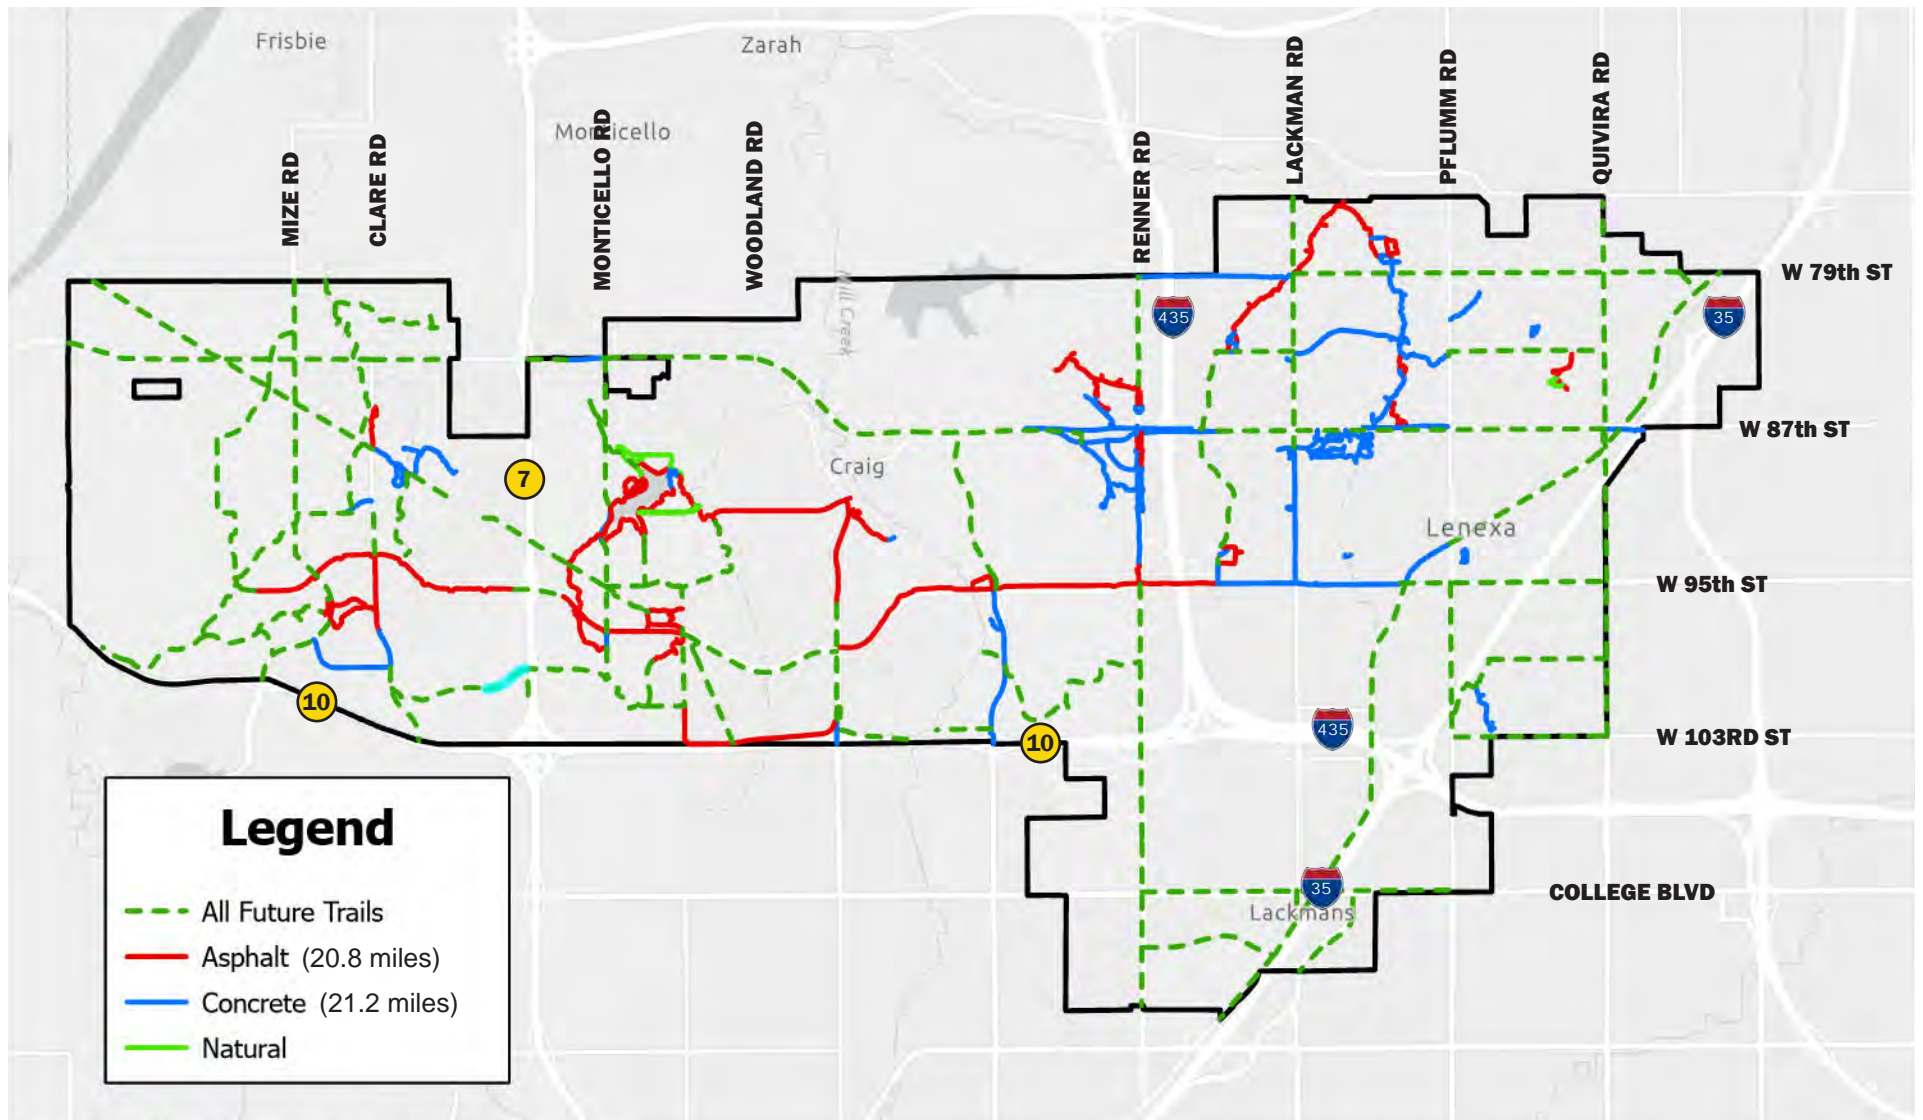 Frisbie
Zarah
Monticello
MIZE RD
CLARE RD
MONTICELLO RD
WOODLAND RD
RENNER RD
LACKMAN RD
PFLUMM RD
QUIVIRA RD
W 79th ST
435
35
Mill Creek
W 87th ST
Craig
7
Lenexa
W 95th ST
10
435
10
W 103RD ST
35
COLLEGE BLVD
Lackmans
Legend
All Future Trails
Asphalt (20.8 miles)
Concrete (21.2 miles)
Natural